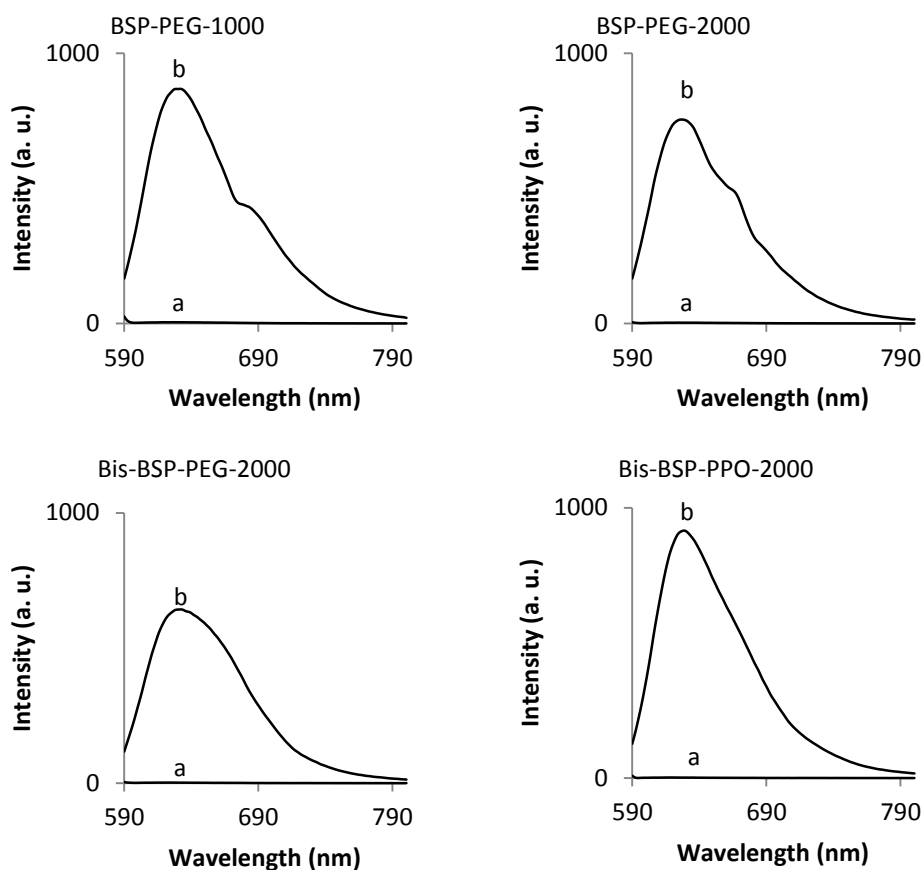 BSP-PEG-1000
1000
b
Intensity (a. u.)
a
0
590 690 790
Wavelength (nm)
BSP-PEG-2000
1000
b
Intensity (a. u.)
a
0
590 690 790
Wavelength (nm)
Bis-BSP-PEG-2000
1000
b
Intensity (a. u.)
a
0
590 690 790
Wavelength (nm)
Bis-BSP-PPO-2000
1000
b
Intensity (a. u.)
a
0
590 690 790
Wavelength (nm)